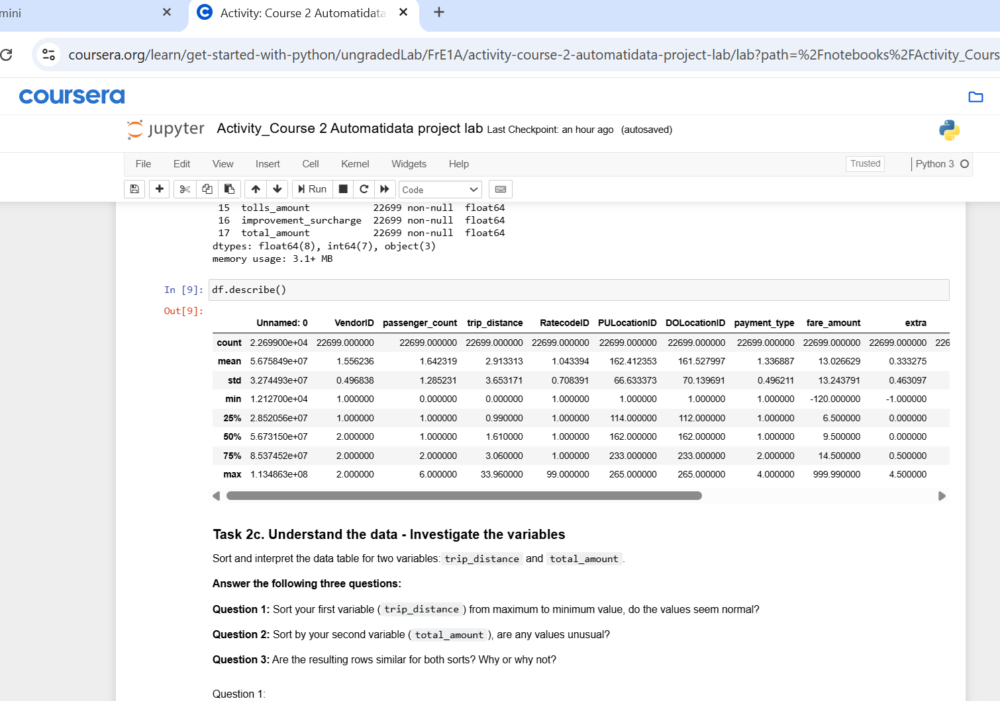 mini
Activity: Course 2 Automatidata
coursera.org/learn/get-started-with-python/ungradedLab/FrE1A/activity-course-2-automatidata-project-lab/lab?path=%2Fnotebooks%2FActivity_Cours
coursera
jupyter Activity_Course 2 Automatidata project lab Last Checkpoint: an hour ago (autosaved)
File Edit View Insert Cell Kernel Widgets Help Trusted Python 3
Run Code
15 tolls_amount 22699 non-null float64
16 improvement_surcharge 22699 non-null float64
17 total_amount 22699 non-null float64
dtypes: float64(8), int64(7), object(3)
memory usage: 3.1+ MB
In [9]: df.describe()
Out[9]:
Unnamed: 0 VendorID passenger_count trip_distance RatecodeID PULocationID DOLocationID payment_type fare_amount extra
count 2.269900e+04 22699.000000 22699.000000 22699.000000 22699.000000 22699.000000 22699.000000 22699.000000 22699.000000 22699.000000 226
mean 5.675849e+07 1.556236 1.642319 2.913313 1.043394 162.412353 161.527997 1.336887 13.026629 0.333275
std 3.274493e+07 0.496838 1.285231 3.653171 0.708391 66.633373 70.139691 0.496211 13.243791 0.463097
min 1.212700e+04 1.000000 0.000000 0.000000 1.000000 1.000000 1.000000 1.000000 -120.000000 -1.000000
25% 2.852056e+07 1.000000 1.000000 0.990000 1.000000 114.000000 112.000000 1.000000 6.500000 0.000000
50% 5.673150e+07 2.000000 1.000000 1.610000 1.000000 162.000000 162.000000 1.000000 9.500000 0.000000
75% 8.537452e+07 2.000000 2.000000 3.060000 1.000000 233.000000 233.000000 2.000000 14.500000 0.500000
max 1.134863e+08 2.000000 6.000000 33.960000 99.000000 265.000000 265.000000 4.000000 999.990000 4.500000
Task 2c. Understand the data - Investigate the variables
Sort and interpret the data table for two variables: trip_distance and total_amount.
Answer the following three questions:
Question 1: Sort your first variable (trip_distance) from maximum to minimum value, do the values seem normal?
Question 2: Sort by your second variable (total_amount), are any values unusual?
Question 3: Are the resulting rows similar for both sorts? Why or why not?
Question 1: